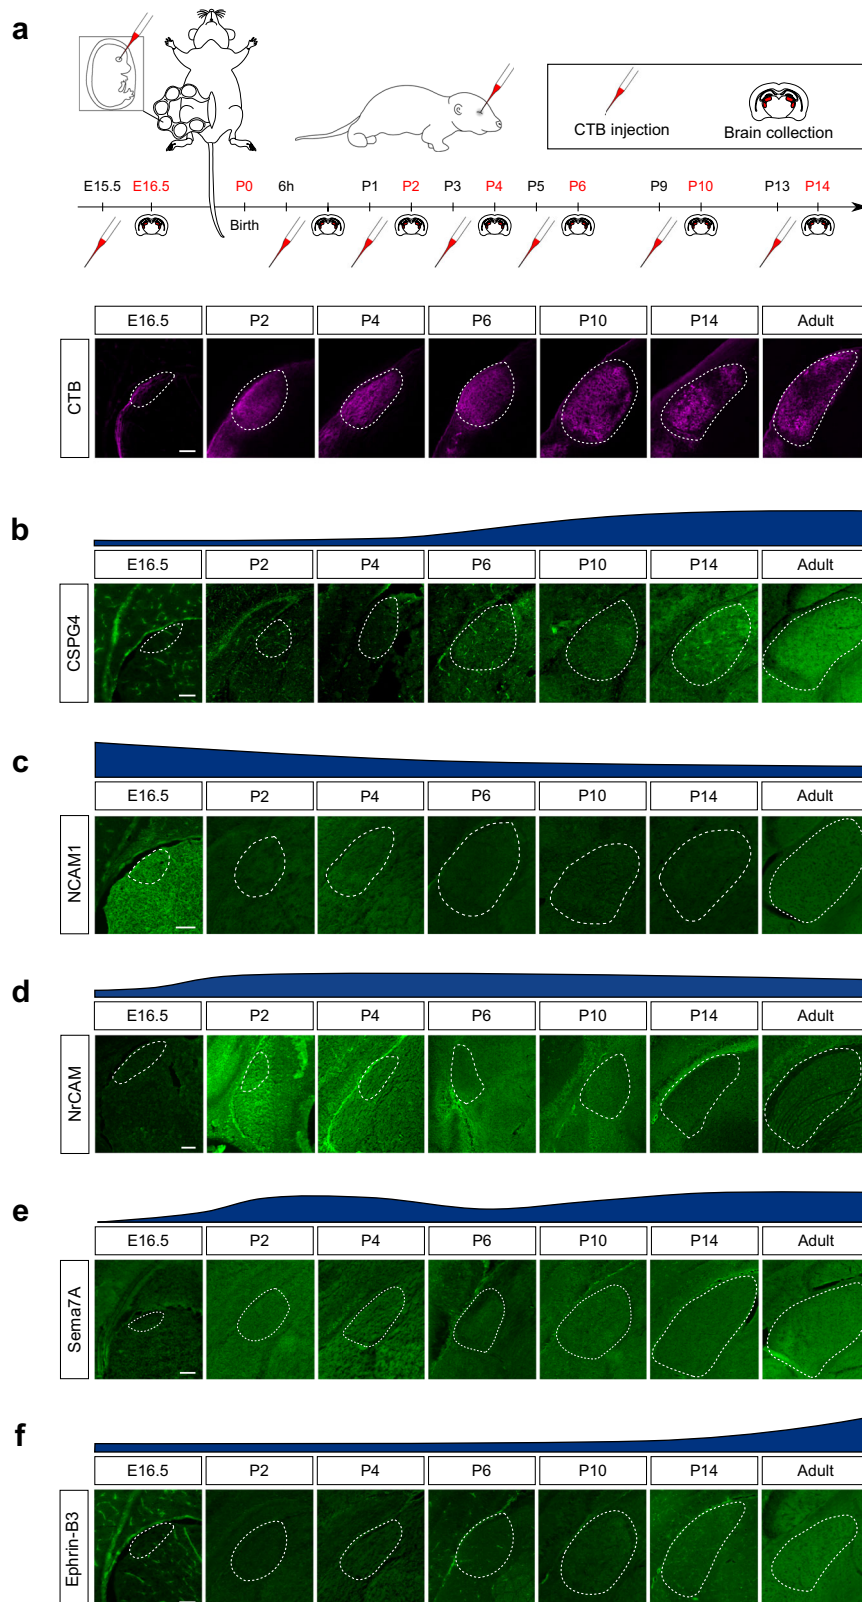 a
CTB injection
Brain collection
E15.5 E16.5 P0 6h P1 P2 P3 P4 P5 P6 P9 P10 P13 P14
Birth
E16.5 P2 P4 P6 P10 P14 Adult
CTB
b
E16.5 P2 P4 P6 P10 P14 Adult
CSPG4
c
E16.5 P2 P4 P6 P10 P14 Adult
NCAM1
d
E16.5 P2 P4 P6 P10 P14 Adult
NrCAM
e
E16.5 P2 P4 P6 P10 P14 Adult
Sema7A
f
E16.5 P2 P4 P6 P10 P14 Adult
Ephrin-B3